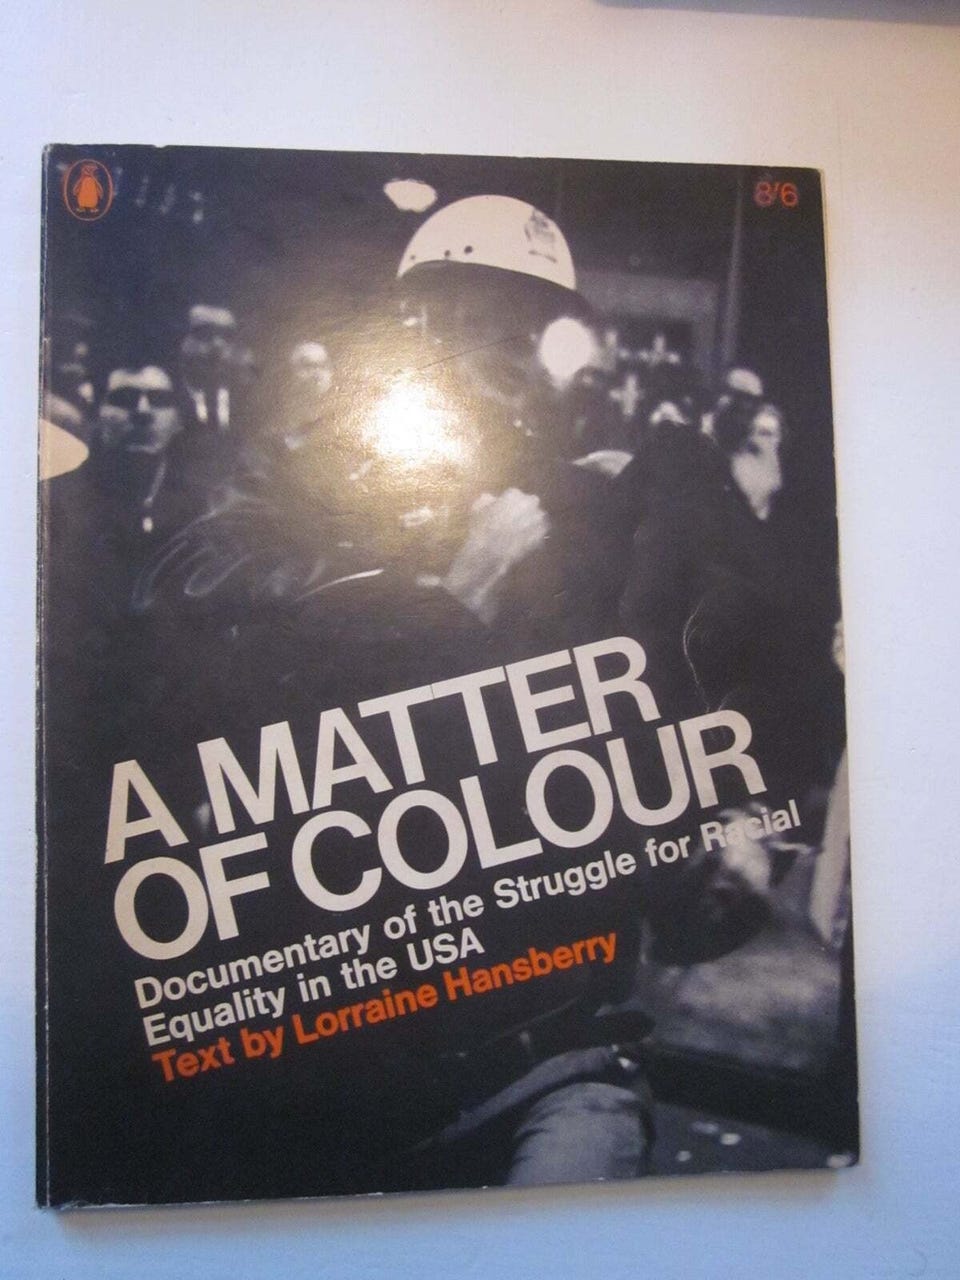 8/6
A MATTER
OF COLOUR
Documentary of the Struggle for Racial
Equality in the USA
Text by Lorraine Hansberry